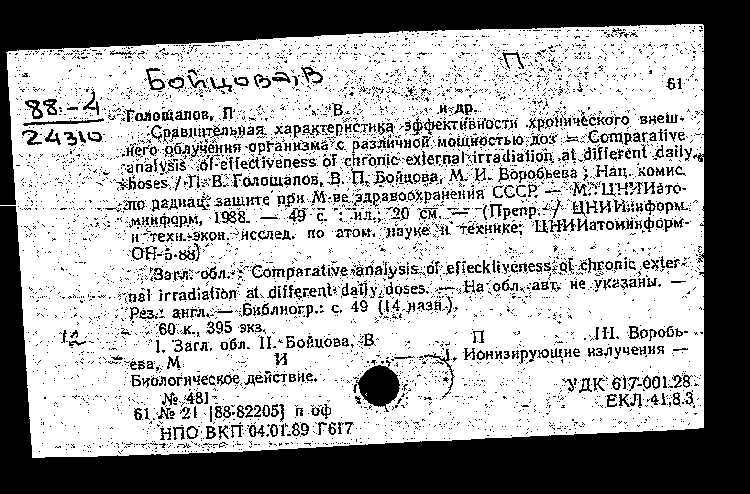 П
Бойцова, В
61
88-4
24310
Голощапов, П В и др.
Сравнительная характеристика эффективности хронического внеш-
него облучения организма с различной мощностью доз = Comparative
analysis of effectiveness of chronic external irradiation at different daily
doses / П. В. Голощапов, В. П. Бойцова, М. И. Воробьева ; Нац. комис.
по радиац. защите при М-ве здравоохранения СССР. — М.: ЦНИИато-
минформ, 1988. — 49 с. : ил.; 20 см. — (Препр. / ЦНИИинформ.
и техн.-экон. исслед. по атом. науке и технике; ЦНИИатоминформ-
ОН-5-88)
Загл. обл.: Comparative analysis of effeckliveness of chronic exter-
nal irradiation at different daily doses. — На обл. авт. не указаны. —
Рез.: англ. — Библиогр.: с. 49 (14 назн.).
60 к., 395 экз.
12
I. Загл. обл. II. Бойцова, В П III. Воробь-
ева, М И 1. Ионизирующие излучения —
Биологическое действие.
№ 481
УДК 617-001.28
61 № 21 [88-82205] п оф
ЕКЛ 41.8.3
НПО ВКП 04.01.89 Г617